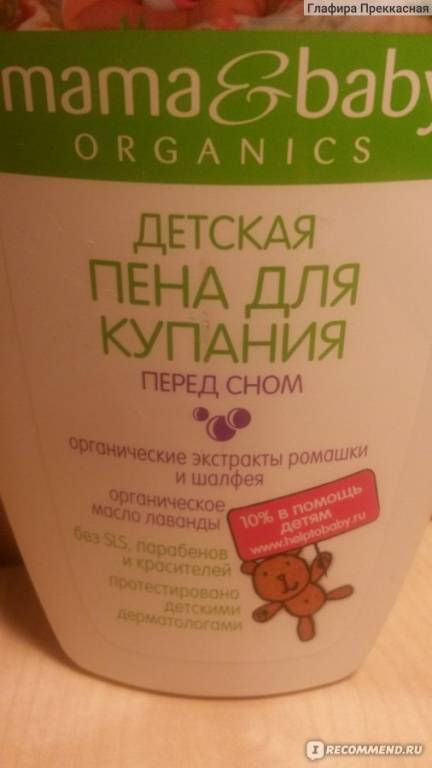 Глафира Преккасная
mama&baby
ORGANICS
ДЕТСКАЯ
ПЕНА ДЛЯ
КУПАНИЯ
ПЕРЕД СНОМ
органические экстракты ромашки
и шалфея
органическое
масло лаванды
10% в помощь
детям
www.helptobaby.ru
без SLS, парабенов
и красителей
протестировано
детскими
дерматологами
I RECOMMEND.RU